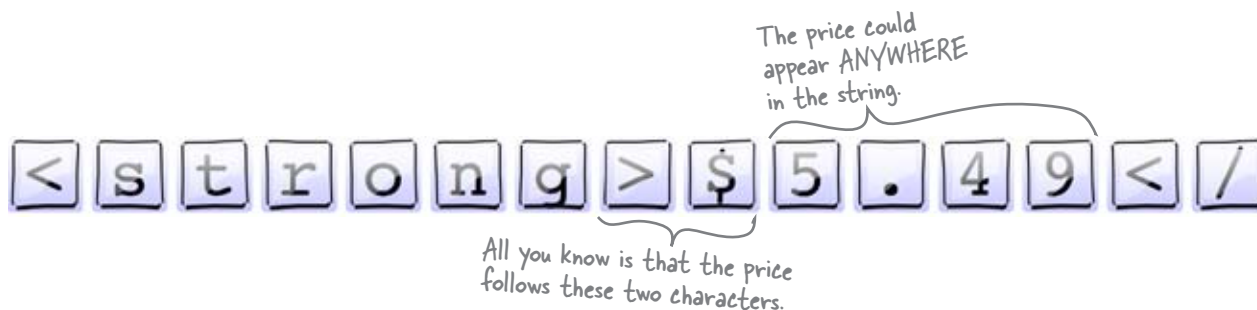 The price could
appear ANYWHERE
in the string.
<strong>$5.49</
All you know is that the price
follows these two characters.